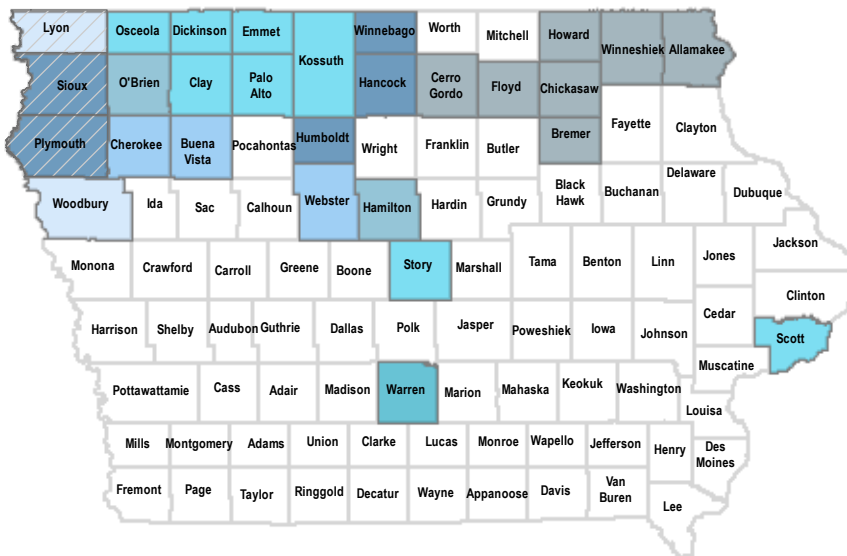 Lyon
Osceola
Dickinson
Emmet
Kossuth
Winnebago
Worth
Mitchell
Howard
Winneshiek
Allamakee
Sioux
O'Brien
Clay
Palo
Alto
Hancock
Cerro
Gordo
Floyd
Chickasaw
Plymouth
Cherokee
Buena
Vista
Pocahontas
Humboldt
Wright
Franklin
Butler
Bremer
Fayette
Clayton
Woodbury
Ida
Sac
Calhoun
Webster
Hamilton
Hardin
Grundy
Black
Hawk
Buchanan
Delaware
Dubuque
Monona
Crawford
Carroll
Greene
Boone
Story
Marshall
Tama
Benton
Linn
Jones
Jackson
Harrison
Shelby
Audubon
Guthrie
Dallas
Polk
Jasper
Poweshiek
Iowa
Johnson
Cedar
Clinton
Scott
Muscatine
Pottawattamie
Cass
Adair
Madison
Warren
Marion
Mahaska
Keokuk
Washington
Louisa
Mills
Montgomery
Adams
Union
Clarke
Lucas
Monroe
Wapello
Jefferson
Henry
Des
Moines
Fremont
Page
Taylor
Ringgold
Decatur
Wayne
Appanoose
Davis
Van
Buren
Lee